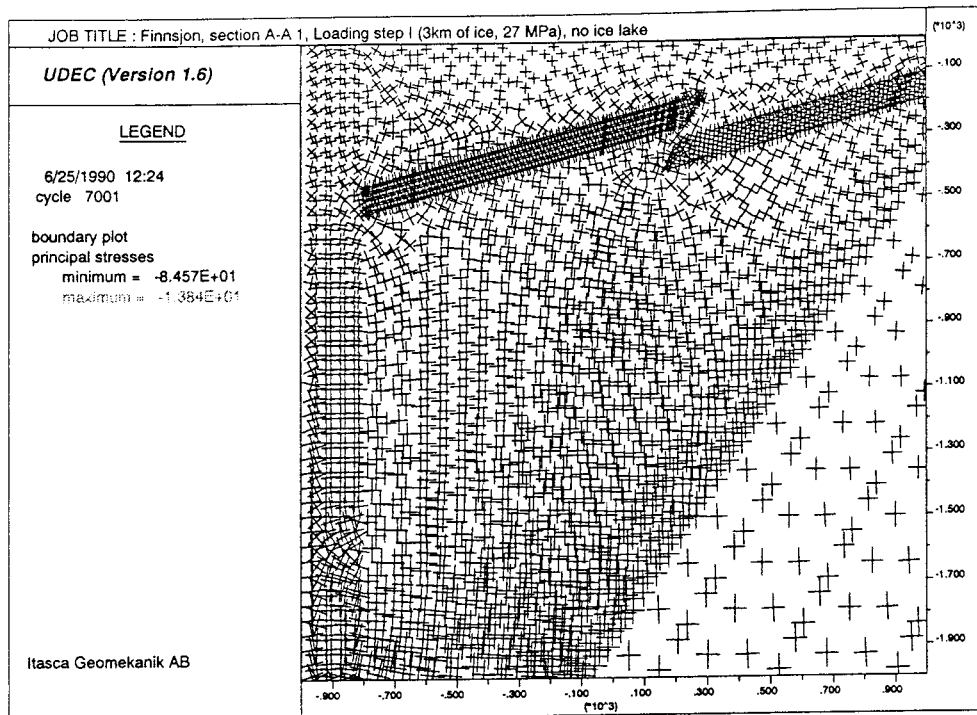 JOB TITLE : Finnsjon, section A-A 1, Loading step I (3km of ice, 27 MPa), no ice lake
(*10^3)
UDEC (Version 1.6)
LEGEND
6/25/1990 12:24
cycle 7001
boundary plot
principal stresses
minimum = -8.457E+01
maximum = -1.384E+01
Itasca Geomekanik AB
-.100
-.300
-.500
-.700
-.900
-1.100
-1.300
-1.500
-1.700
-1.900
-.900 -.700 -.500 -.300 -.100 .100 .300 .500 .700 .900
(*10^3)